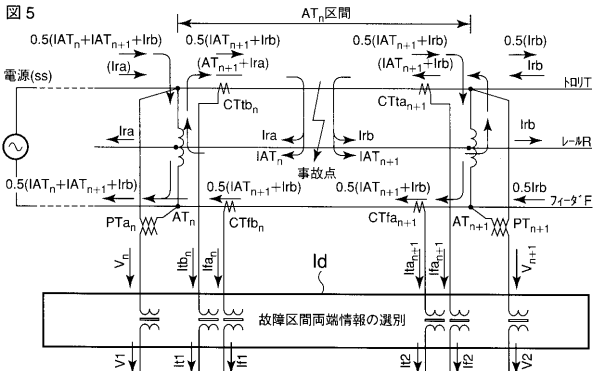 図5
ATn区間
0.5(IATn+IATn+1+Irb)
(Ira)
0.5(IATn+1+Irb)
(ATn+1+Ira)
0.5(IATn+1+Irb)
0.5(Irb)
Irb
電源(ss)
CTtbn
CTtan+1
トロリT
Ira
Ira
IATn
Irb
IATn+1
Irb
レールR
事故点
0.5(IATn+IATn+1+Irb)
0.5(IATn+1+Irb)
0.5(IATn+1+Irb)
0.5Irb
フィーダF
PTan
ATn
CTfbn
CTfan+1
ATn+1
PTn+1
Vn
Itbn
Ifan
Id
Itan+1
Ifan+1
Vn+1
故障区間両端情報の選別
V1
It1
If1
It2
If2
V2